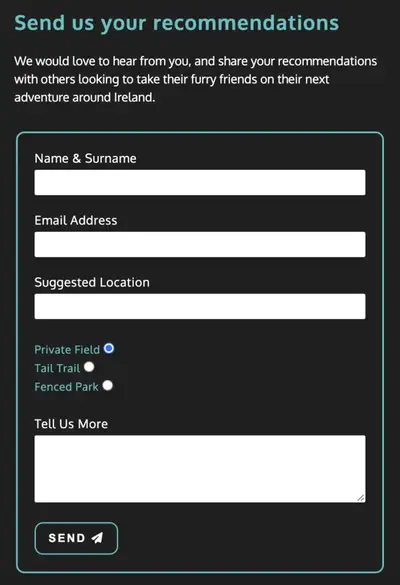 Send us your recommendations
We would love to hear from you, and share your recommendations
with others looking to take their furry friends on their next
adventure around Ireland.
Name & Surname
Email Address
Suggested Location
Private Field
Tail Trail
Fenced Park
Tell Us More
SEND